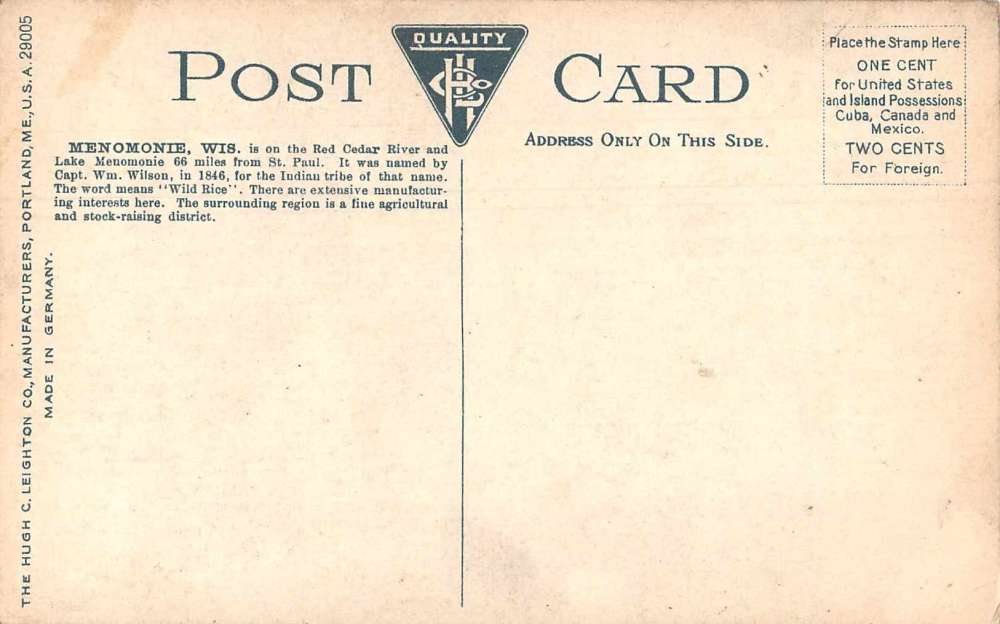 QUALITY
POST CARD
Place the Stamp Here
ONE CENT
for United States
and Island Possessions
Cuba, Canada and
Mexico.
TWO CENTS
For Foreign.
ADDRESS ONLY ON THIS SIDE.
MENOMONIE, WIS. is on the Red Cedar River and
Lake Menomonie 66 miles from St. Paul. It was named by
Capt. Wm. Wilson, in 1846, for the Indian tribe of that name.
The word means "Wild Rice". There are extensive manufactur-
ing interests here. The surrounding region is a fine agricultural
and stock-raising district.
THE HUGH C. LEIGHTON CO., MANUFACTURERS, PORTLAND, ME., U.S.A. 29005
MADE IN GERMANY.